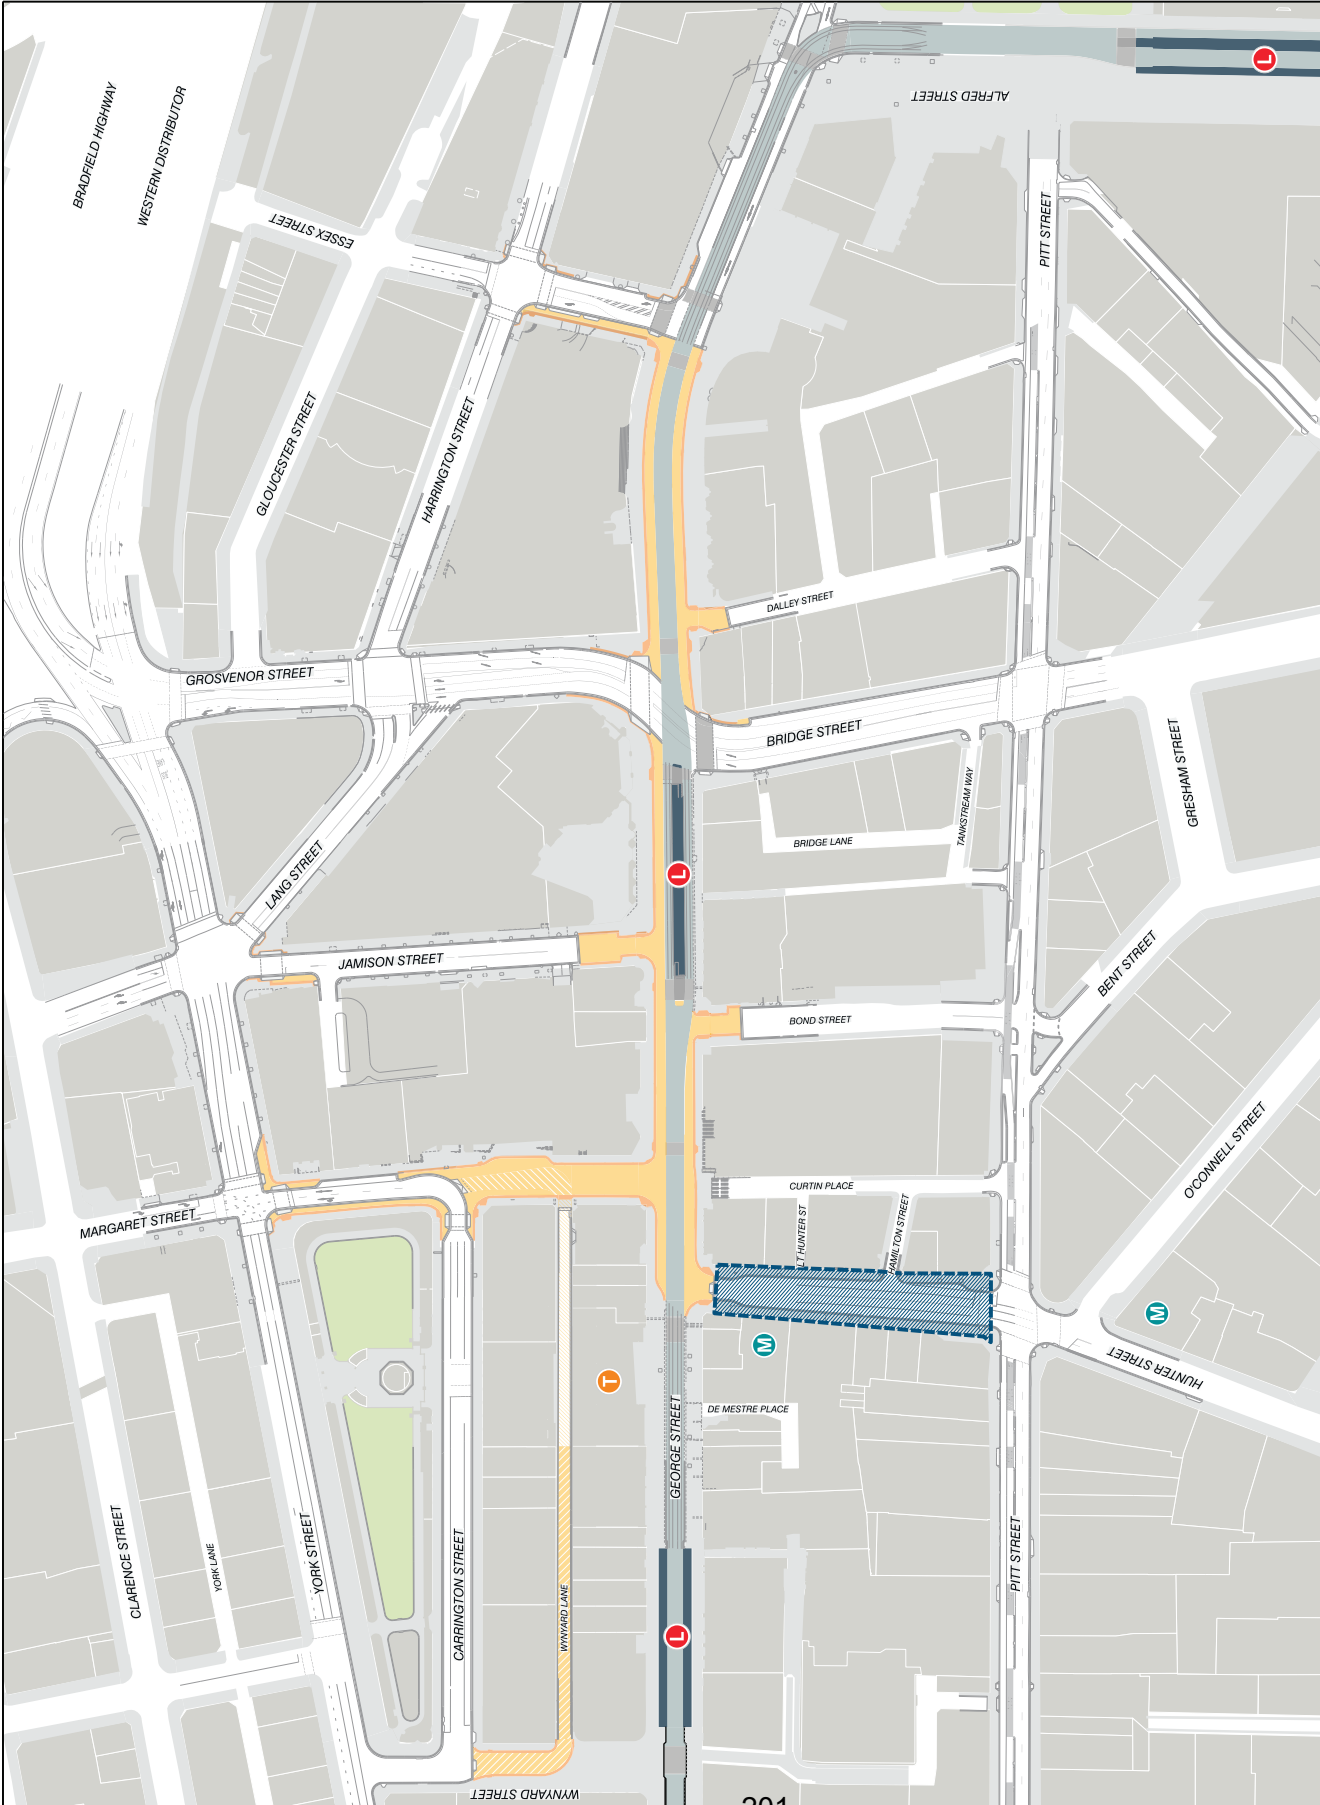 L
ALFRED STREET
BRADFIELD HIGHWAY
WESTERN DISTRIBUTOR
ESSEX STREET
PITT STREET
GLOUCESTER STREET
HARRINGTON STREET
DALLEY STREET
GROSVENOR STREET
BRIDGE STREET
GRESHAM STREET
TANKSTREAM WAY
BRIDGE LANE
LANG STREET
L
JAMISON STREET
BENT STREET
BOND STREET
O'CONNELL STREET
CURTIN PLACE
MARGARET STREET
LT HUNTER ST
HAMILTON STREET
M
M
HUNTER STREET
T
DE MESTRE PLACE
GEORGE STREET
CLARENCE STREET
YORK LANE
YORK STREET
CARRINGTON STREET
WYNYARD LANE
PITT STREET
L
WYNYARD STREET